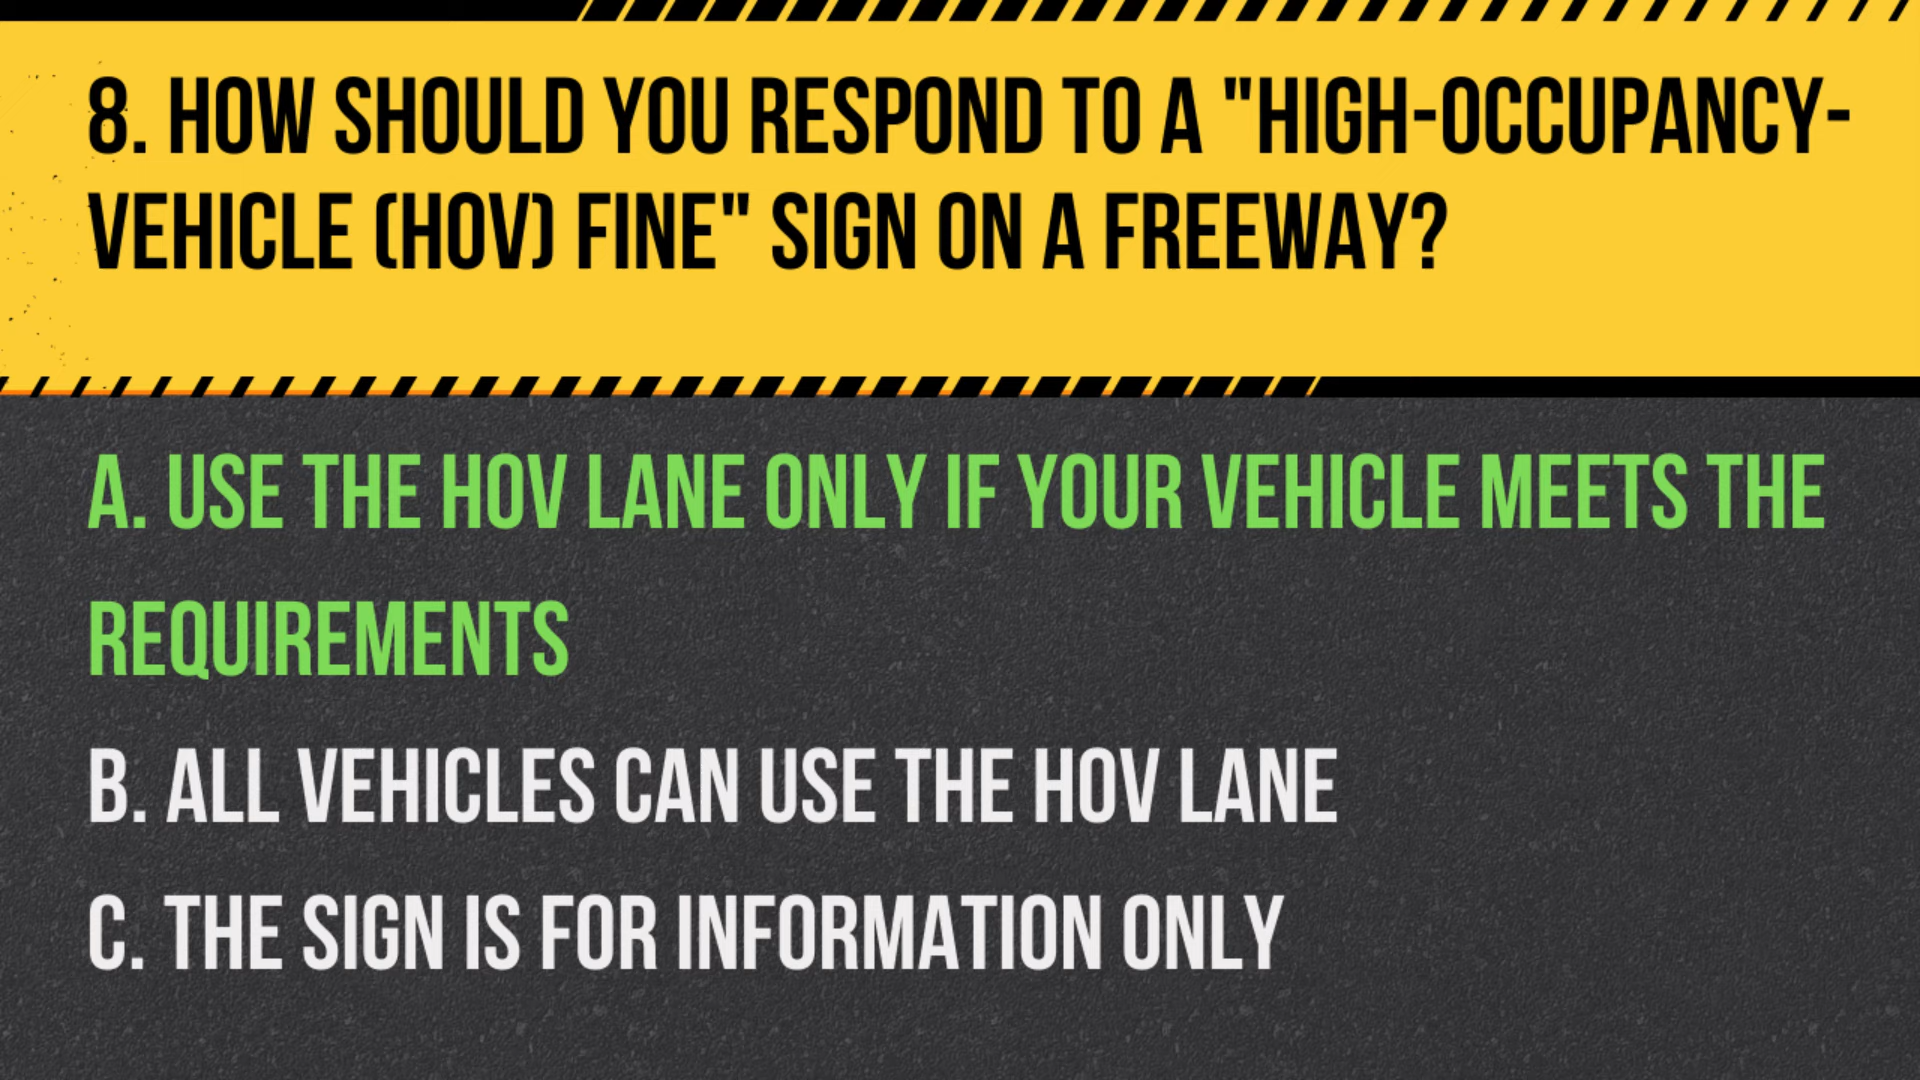 8. HOW SHOULD YOU RESPOND TO A "HIGH-OCCUPANCY-
VEHICLE (HOV) FINE" SIGN ON A FREEWAY?
A. USE THE HOV LANE ONLY IF YOUR VEHICLE MEETS THE
REQUIREMENTS
B. ALL VEHICLES CAN USE THE HOV LANE
C. THE SIGN IS FOR INFORMATION ONLY